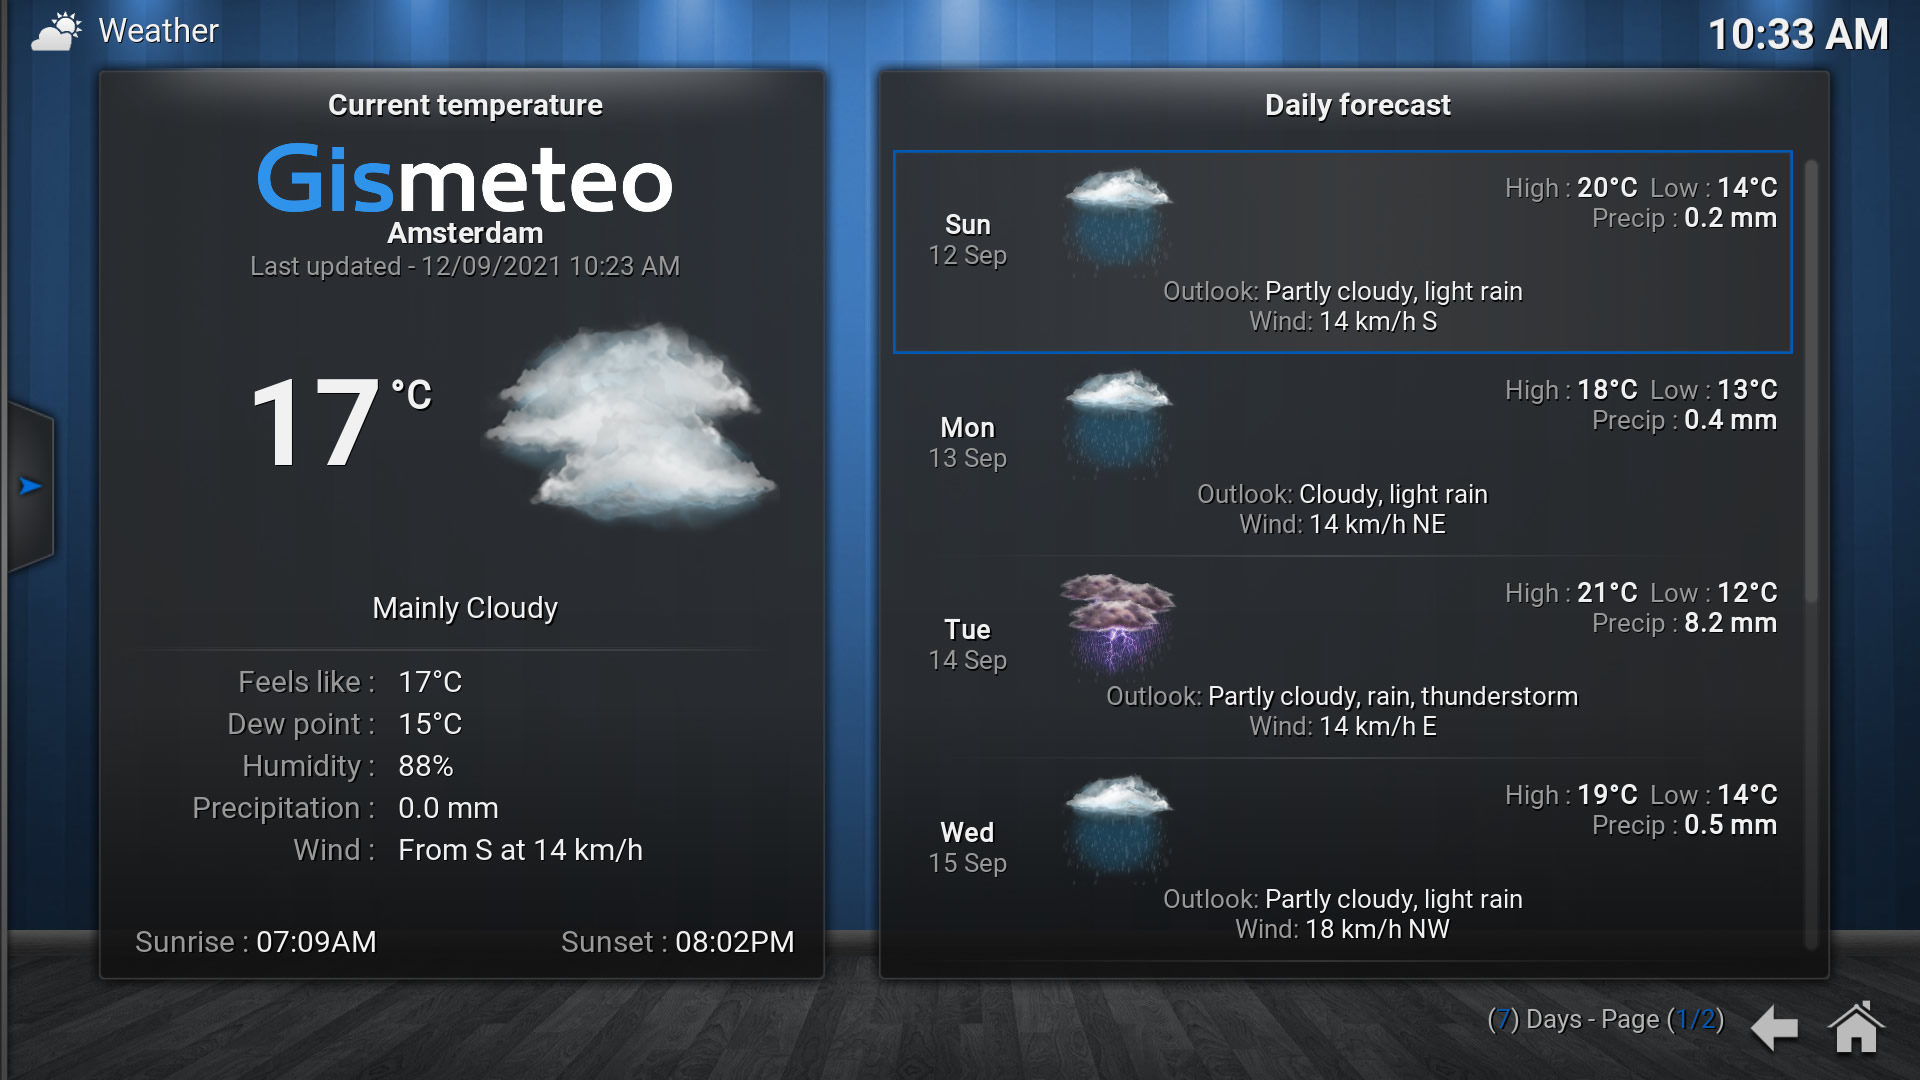 Weather
10:33 AM
Current temperature
Gismeteo
Amsterdam
Last updated - 12/09/2021 10:23 AM
17 °C
Mainly Cloudy
Feels like : 17°C
Dew point : 15°C
Humidity : 88%
Precipitation : 0.0 mm
Wind : From S at 14 km/h
Sunrise : 07:09AM Sunset : 08:02PM
Daily forecast
Sun
12 Sep
High : 20°C Low : 14°C
Precip : 0.2 mm
Outlook: Partly cloudy, light rain
Wind: 14 km/h S
Mon
13 Sep
High : 18°C Low : 13°C
Precip : 0.4 mm
Outlook: Cloudy, light rain
Wind: 14 km/h NE
Tue
14 Sep
High : 21°C Low : 12°C
Precip : 8.2 mm
Outlook: Partly cloudy, rain, thunderstorm
Wind: 14 km/h E
Wed
15 Sep
High : 19°C Low : 14°C
Precip : 0.5 mm
Outlook: Partly cloudy, light rain
Wind: 18 km/h NW
(7) Days - Page (1/2)